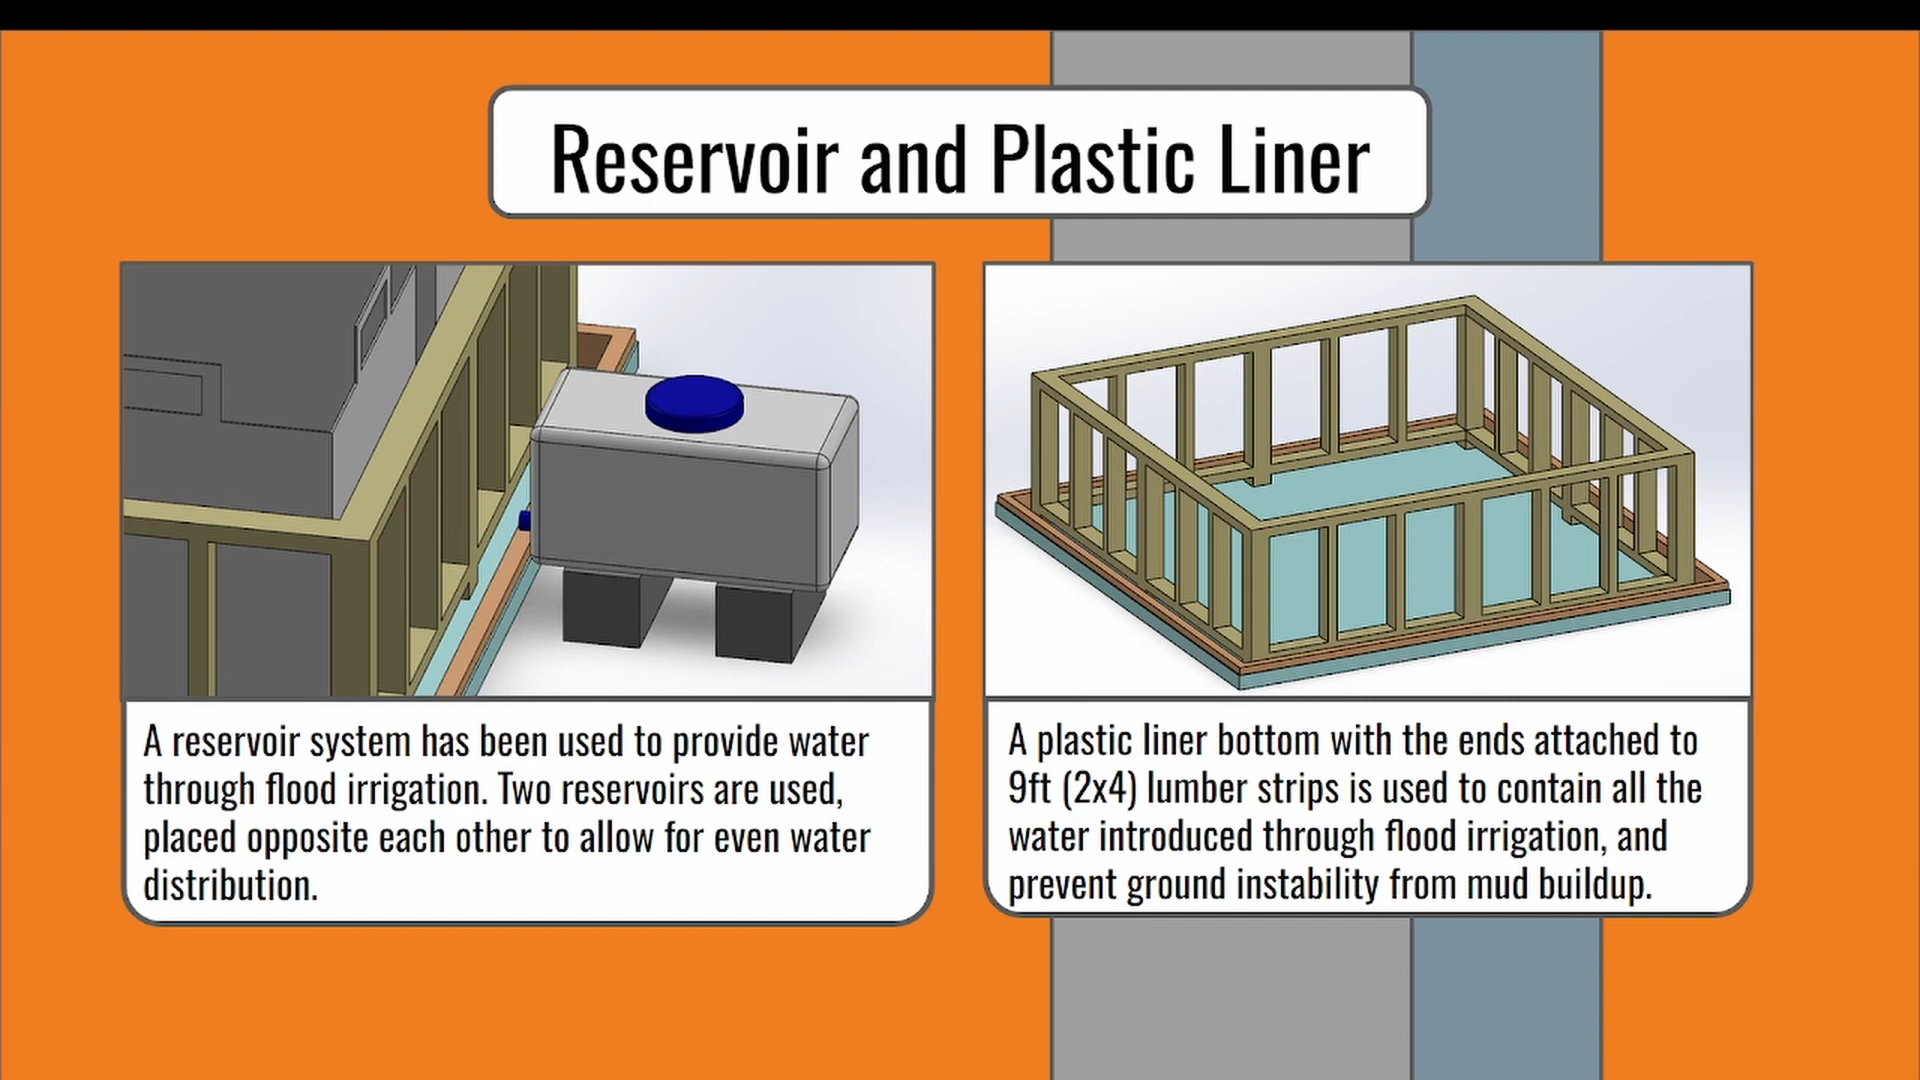 Reservoir and Plastic Liner
A reservoir system has been used to provide water
through flood irrigation. Two reservoirs are used,
placed opposite each other to allow for even water
distribution.
A plastic liner bottom with the ends attached to
9ft (2x4) lumber strips is used to contain all the
water introduced through flood irrigation, and
prevent ground instability from mud buildup.